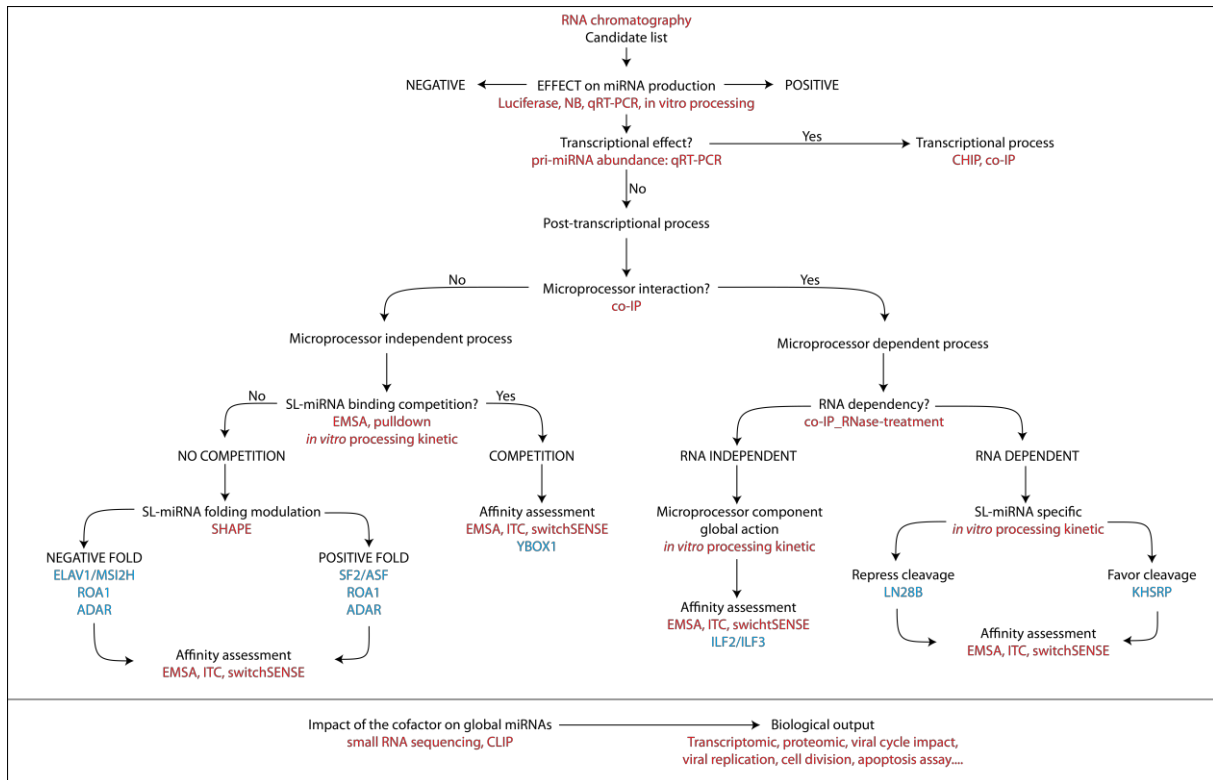 RNA chromatography
Candidate list
NEGATIVE
EFFECT on miRNA production
POSITIVE
Luciferase, NB, qRT-PCR, in vitro processing
Transcriptional effect?
pri-miRNA abundance: qRT-PCR
Yes
Transcriptional process
CHIP, co-IP
No
Post-transcriptional process
No
Microprocessor interaction?
co-IP
Yes
Microprocessor independent process
Microprocessor dependent process
No
SL-miRNA binding competition?
EMSA, pulldown
in vitro processing kinetic
Yes
RNA dependency?
co-IP_RNase-treatment
NO COMPETITION
COMPETITION
RNA INDEPENDENT
RNA DEPENDENT
SL-miRNA folding modulation
SHAPE
Affinity assessment
EMSA, ITC, switchSENSE
YBOX1
Microprocessor component
global action
in vitro processing kinetic
SL-miRNA specific
in vitro processing kinetic
NEGATIVE FOLD
ELAV1/MSI2H
ROA1
ADAR
POSITIVE FOLD
SF2/ASF
ROA1
ADAR
Repress cleavage
LN28B
Favor cleavage
KHSRP
Affinity assessment
EMSA, ITC, swichtSENSE
ILF2/ILF3
Affinity assessment
EMSA, ITC, switchSENSE
Affinity assessment
EMSA, ITC, switchSENSE
Impact of the cofactor on global miRNAs
small RNA sequencing, CLIP
Biological output
Transcriptomic, proteomic, viral cycle impact,
viral replication, cell division, apoptosis assay....